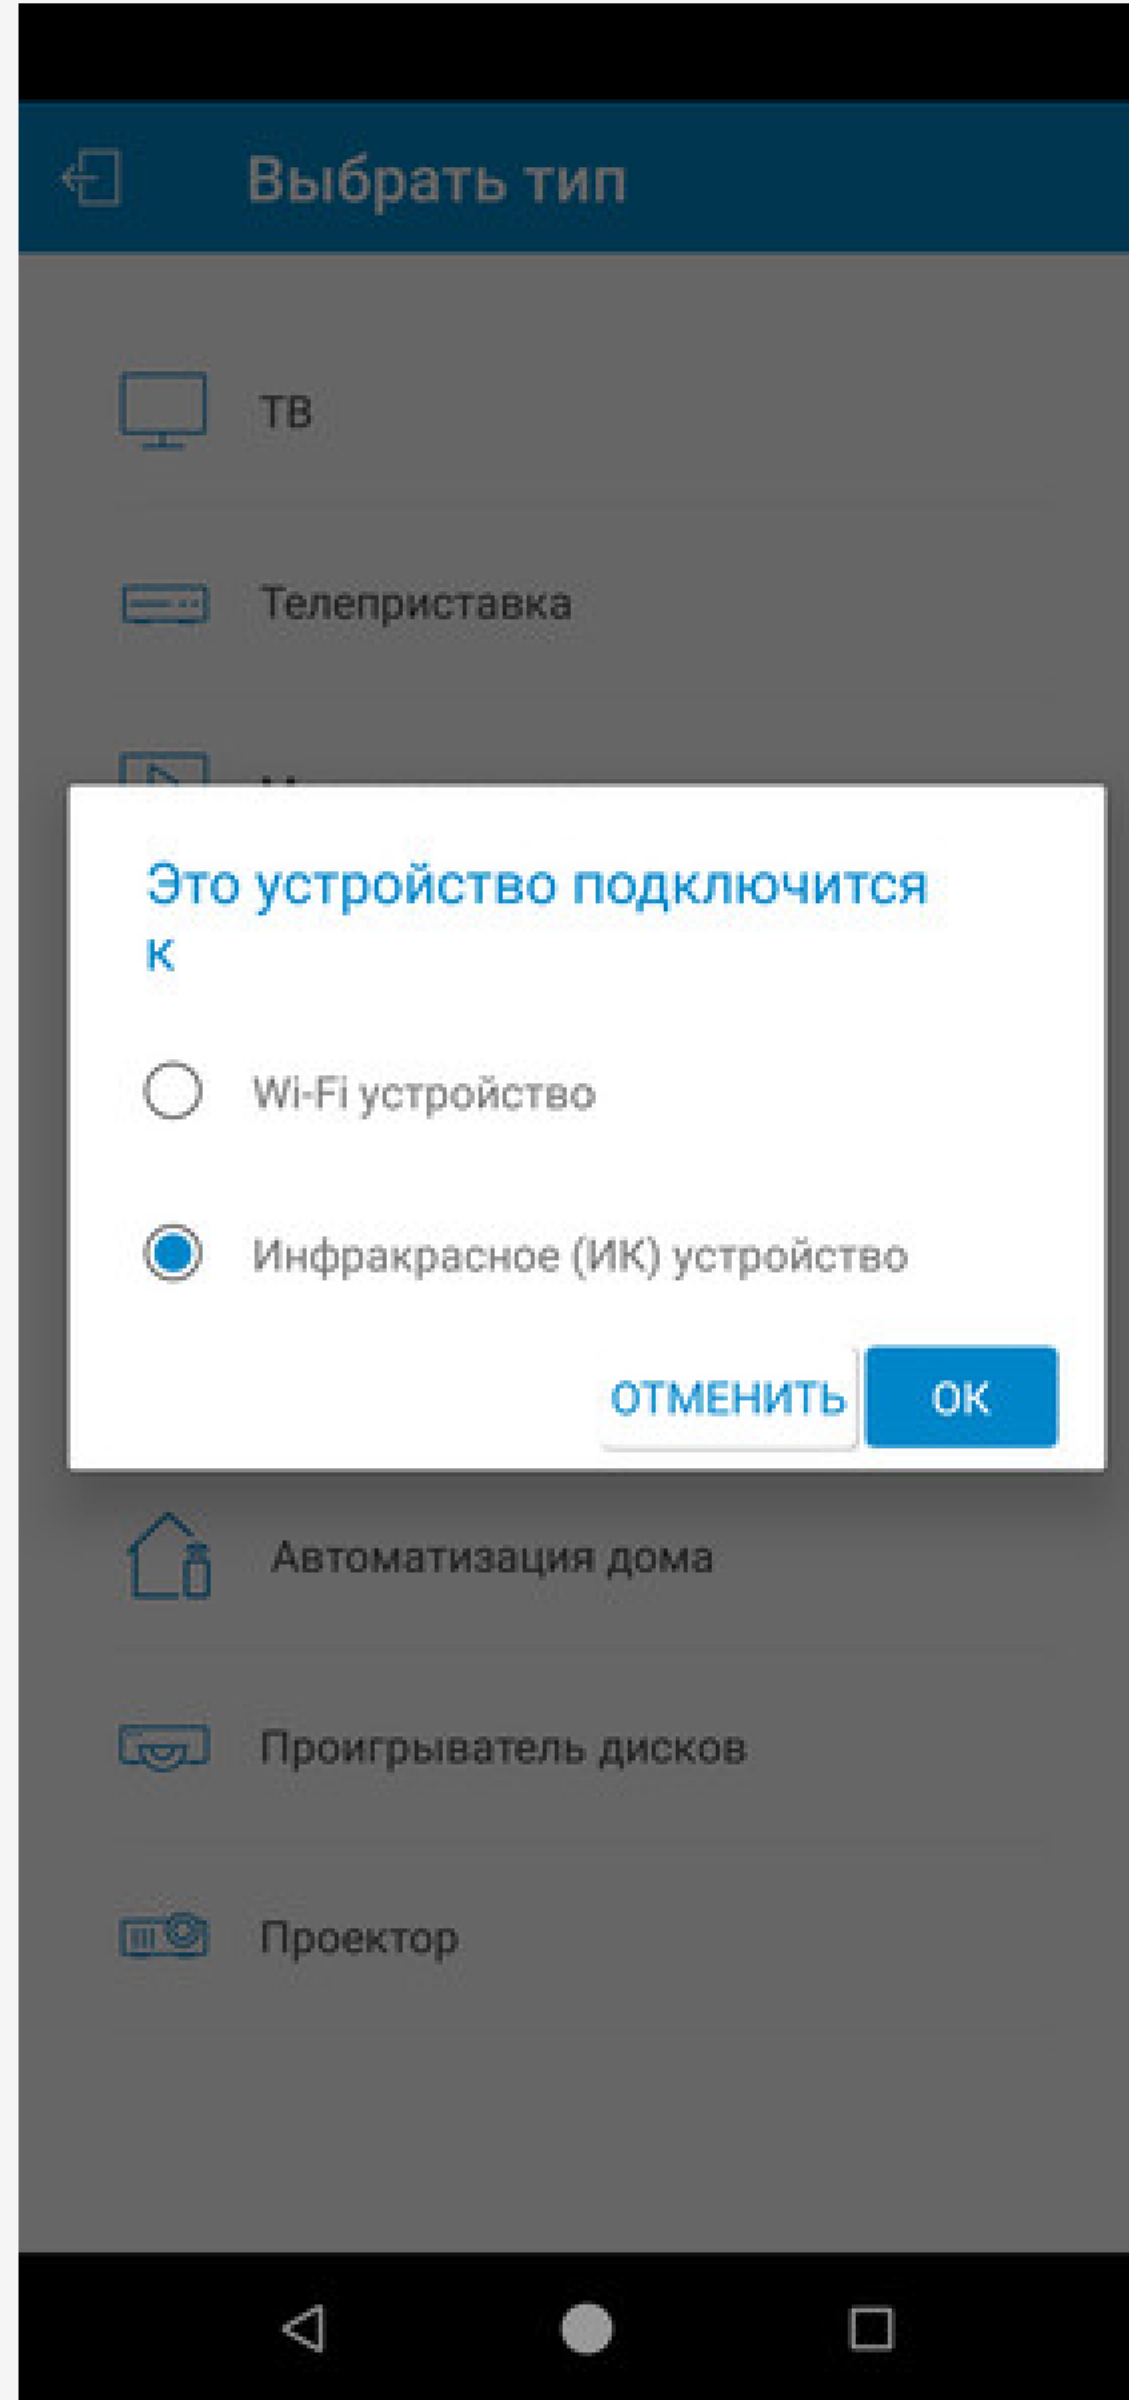 Выбрать тип
ТВ
Телеприставка
Это устройство подключится
к
Wi-Fi устройство
Инфракрасное (ИК) устройство
ОТМЕНИТЬ
ОК
Автоматизация дома
Проигрыватель дисков
Проектор